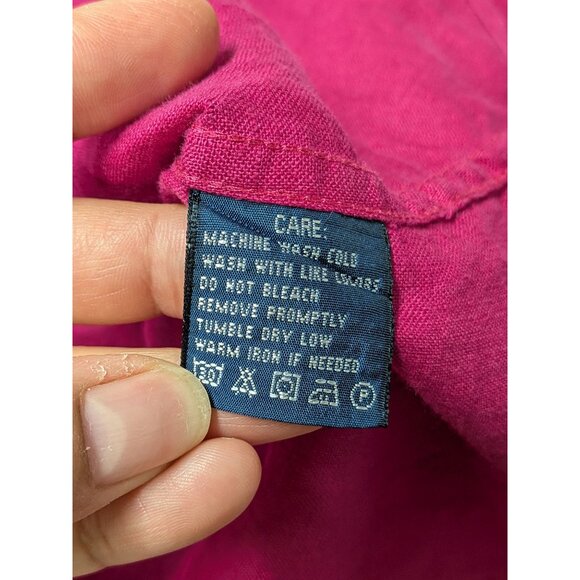 CARE:
MACHINE WASH COLD
WASH WITH LIKE COLORS
DO NOT BLEACH
REMOVE PROMPTLY
TUMBLE DRY LOW
WARM IRON IF NEEDED
30 P